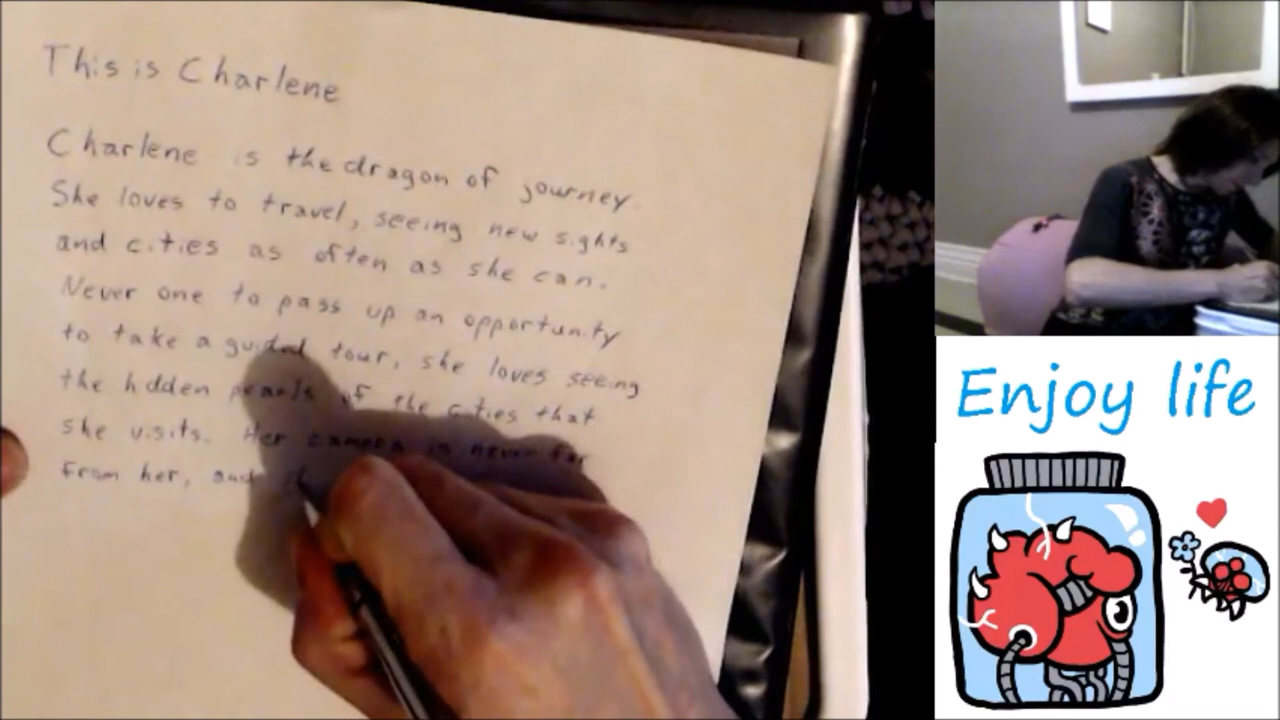 This is Charlene
Charlene is the dragon of journey.
She loves to travel, seeing new sights
and cities as often as she can.
Never one to pass up an opportunity
to take a guided tour, she loves seeing
the hdden pearls of the cities that
she visits. Her camera is never far
from her, and sh
Enjoy life